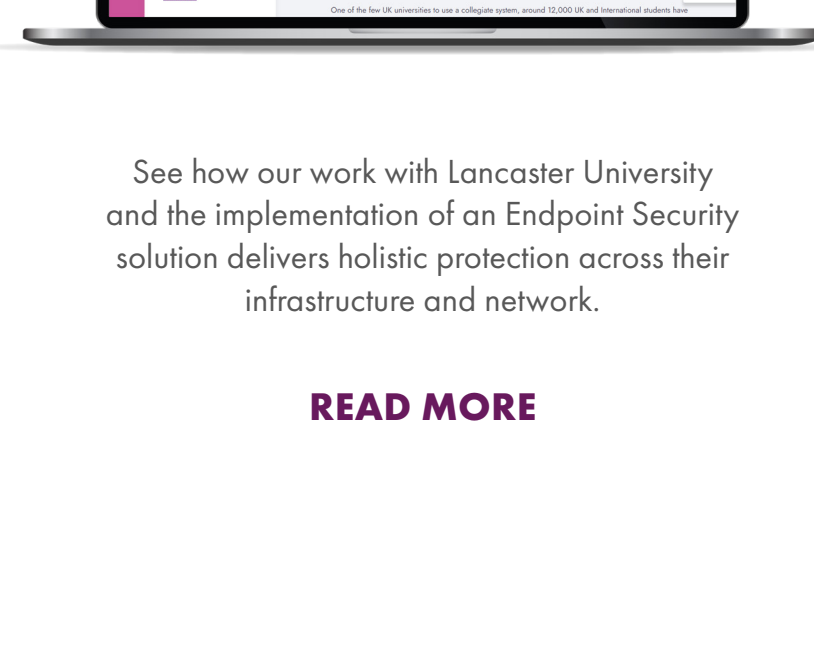 One of the few UK universities to use a collegiate system, around 12,000 UK and International students have
See how our work with Lancaster University
and the implementation of an Endpoint Security
solution delivers holistic protection across their
infrastructure and network.
READ MORE